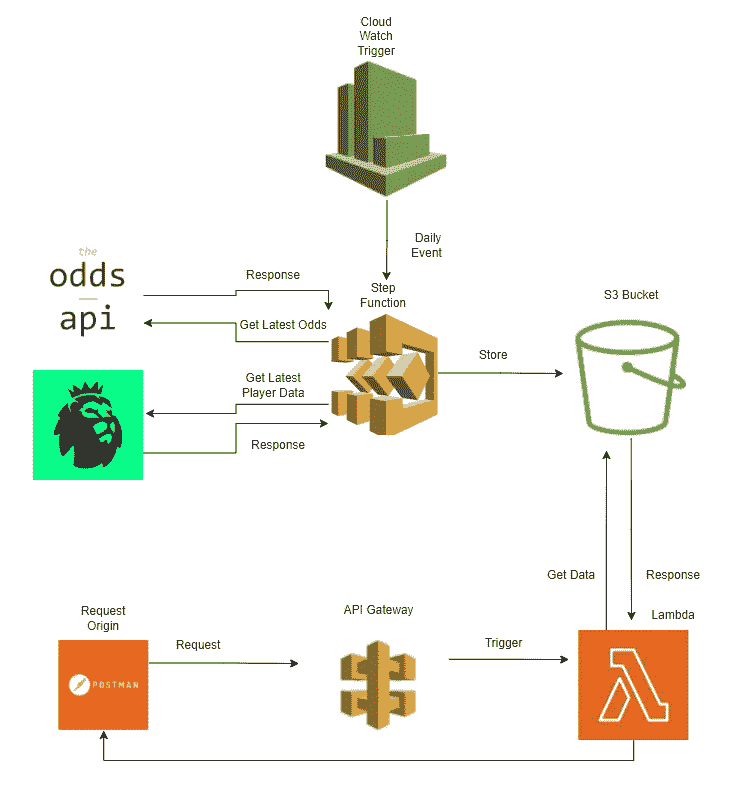 Cloud
Watch
Trigger
Daily
Event
Step
Function
the
odds
api
Response
Get Latest Odds
Get Latest
Player Data
Response
Store
S3 Bucket
Get Data
Response
Lambda
Request
Origin
POSTMAN
Request
API Gateway
Trigger